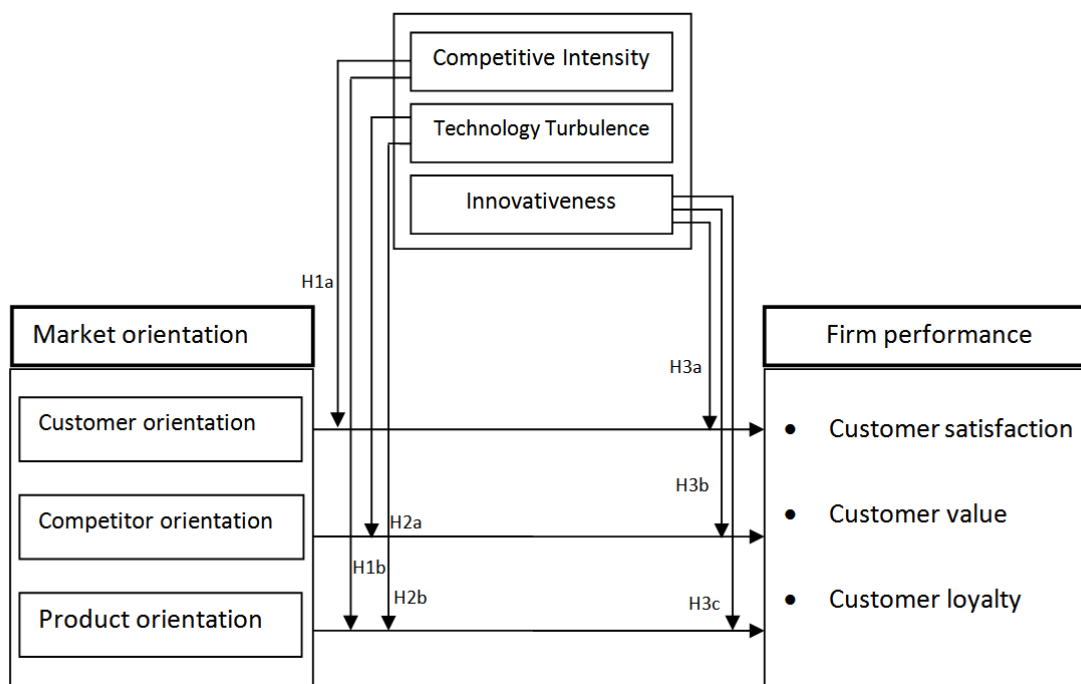 Competitive Intensity
Technology Turbulence
Innovativeness
H1a
Market orientation
Firm performance
H3a
Customer orientation
• Customer satisfaction
H3b
Competitor orientation
H2a
• Customer value
H1b
H2b
H3c
Product orientation
• Customer loyalty